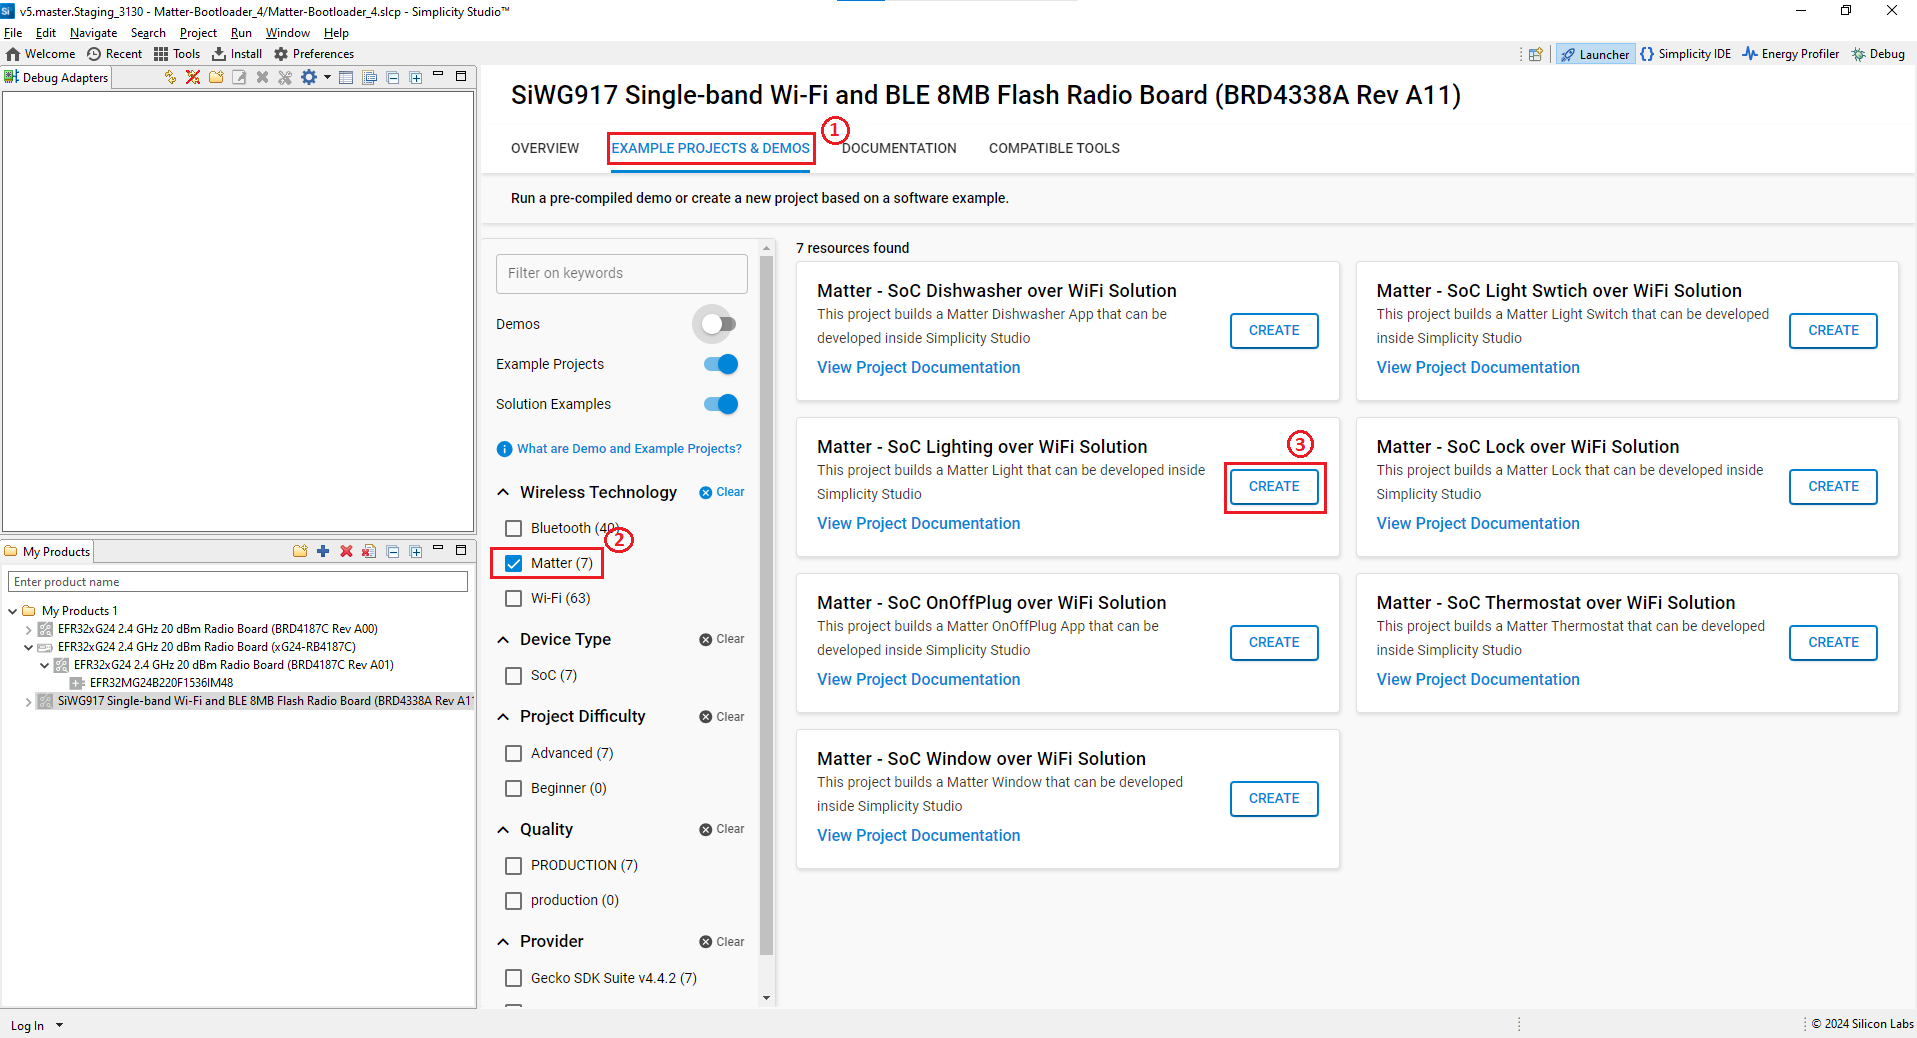 v5.master.Staging_3130 - Matter-Bootloader_4/Matter-Bootloader_4.slcp - Simplicity Studio™
File Edit Navigate Search Project Run Window Help
Welcome Recent Tools Install Preferences
Launcher Simplicity IDE Energy Profiler Debug
Debug Adapters
SiWG917 Single-band Wi-Fi and BLE 8MB Flash Radio Board (BRD4338A Rev A11)
1
OVERVIEW EXAMPLE PROJECTS & DEMOS DOCUMENTATION COMPATIBLE TOOLS
Run a pre-compiled demo or create a new project based on a software example.
Filter on keywords
Demos
Example Projects
Solution Examples
What are Demo and Example Projects?
Wireless Technology Clear
Bluetooth (40)
2
Matter (7)
Wi-Fi (63)
Device Type Clear
SoC (7)
Project Difficulty Clear
Advanced (7)
Beginner (0)
Quality Clear
PRODUCTION (7)
production (0)
Provider Clear
Gecko SDK Suite v4.4.2 (7)
7 resources found
Matter - SoC Dishwasher over WiFi Solution
This project builds a Matter Dishwasher App that can be
developed inside Simplicity Studio
View Project Documentation
CREATE
Matter - SoC Light Swtich over WiFi Solution
This project builds a Matter Light Switch that can be developed
inside Simplicity Studio
View Project Documentation
CREATE
Matter - SoC Lighting over WiFi Solution
This project builds a Matter Light that can be developed inside
Simplicity Studio
View Project Documentation
3
CREATE
Matter - SoC Lock over WiFi Solution
This project builds a Matter Lock that can be developed inside
Simplicity Studio
View Project Documentation
CREATE
Matter - SoC OnOffPlug over WiFi Solution
This project builds a Matter OnOffPlug App that can be
developed inside Simplicity Studio
View Project Documentation
CREATE
Matter - SoC Thermostat over WiFi Solution
This project builds a Matter Thermostat that can be developed
inside Simplicity Studio
View Project Documentation
CREATE
Matter - SoC Window over WiFi Solution
This project builds a Matter Window that can be developed
inside Simplicity Studio
View Project Documentation
CREATE
My Products
Enter product name
My Products 1
EFR32xG24 2.4 GHz 20 dBm Radio Board (BRD4187C Rev A00)
EFR32xG24 2.4 GHz 20 dBm Radio Board (xG24-RB4187C)
EFR32xG24 2.4 GHz 20 dBm Radio Board (BRD4187C Rev A01)
EFR32MG24B220F1536IM48
SiWG917 Single-band Wi-Fi and BLE 8MB Flash Radio Board (BRD4338A Rev A11
Log In
© 2024 Silicon Labs